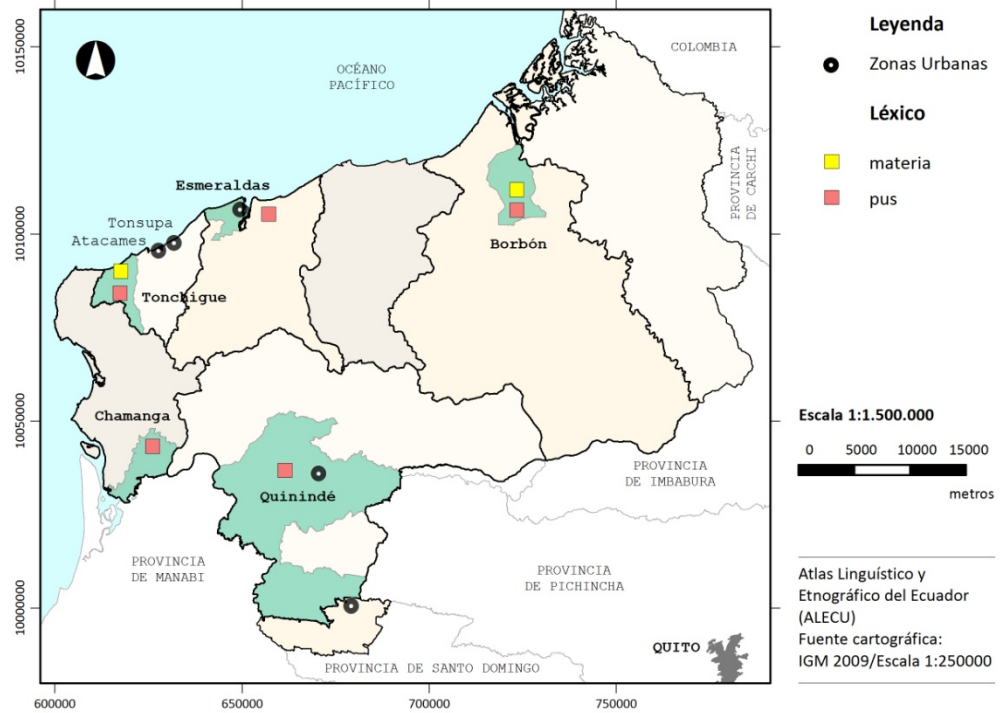 COLOMBIA
OCÉANO
PACÍFICO
PROVINCIA
DE CARCHI
Esmeraldas
Tonsupa
Atacames
Borbón
Tonchigue
Chamanga
Quinindé
PROVINCIA
DE IMBABURA
PROVINCIA
DE MANABI
PROVINCIA
DE PICHINCHA
QUITO
PROVINCIA DE SANTO DOMINGO
10150000
10100000
10050000
10000000
600000
650000
700000
750000
Leyenda
Zonas Urbanas
Léxico
materia
pus
Escala 1:1.500.000
0 5000 10000 15000
metros
Atlas Linguístico y
Etnográfico del Ecuador
(ALECU)
Fuente cartográfica:
IGM 2009/Escala 1:250000